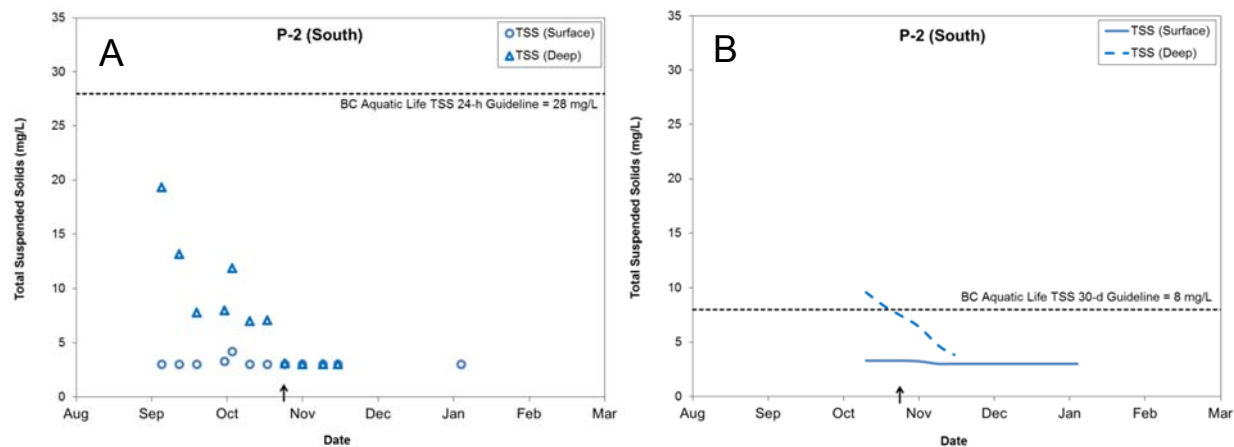 A
P-2 (South)
TSS (Surface)
TSS (Deep)
BC Aquatic Life TSS 24-h Guideline = 28 mg/L
Total Suspended Solids (mg/L)
35
30
25
20
15
10
5
0
Aug Sep Oct Nov Dec Jan Feb Mar
Date
B
P-2 (South)
TSS (Surface)
TSS (Deep)
BC Aquatic Life TSS 30-d Guideline = 8 mg/L
Total Suspended Solids (mg/L)
35
30
25
20
15
10
5
0
Aug Sep Oct Nov Dec Jan Feb Mar
Date